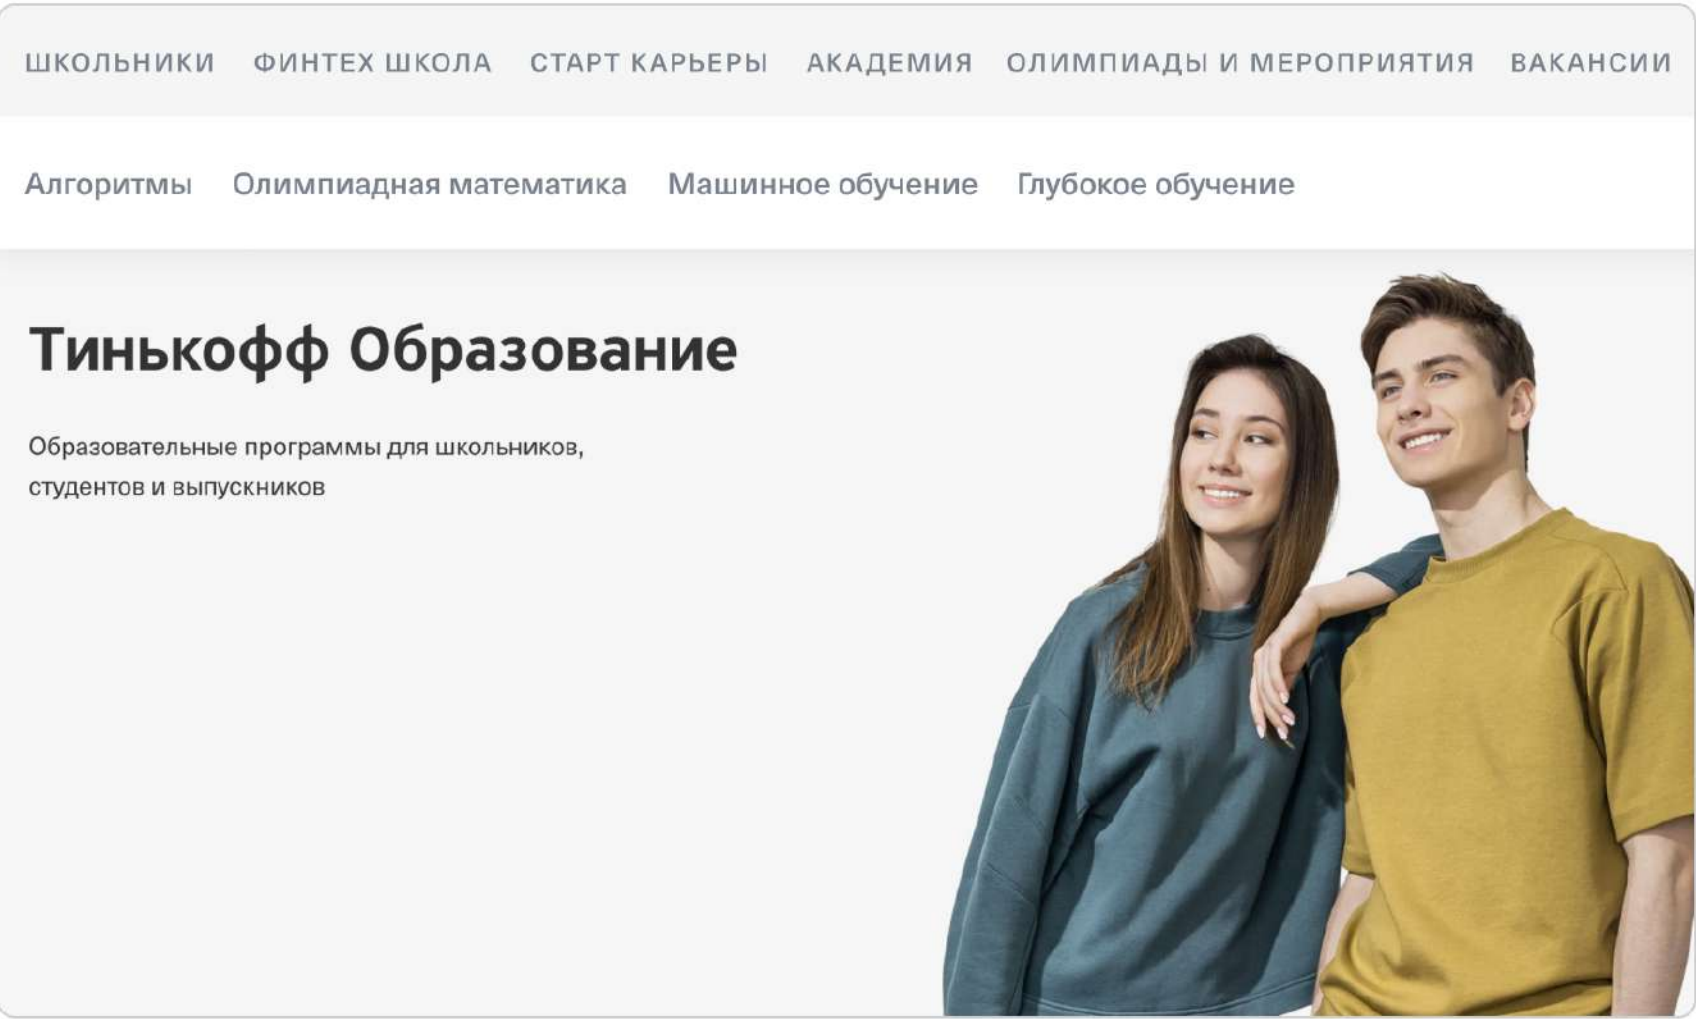 ШКОЛЬНИКИ ФИНТЕХ ШКОЛА СТАРТ КАРЬЕРЫ АКАДЕМИЯ ОЛИМПИАДЫ И МЕРОПРИЯТИЯ ВАКАНСИИ
Алгоритмы Олимпиадная математика Машинное обучение Глубокое обучение
Тинькофф Образование
Образовательные программы для школьников,
студентов и выпускников